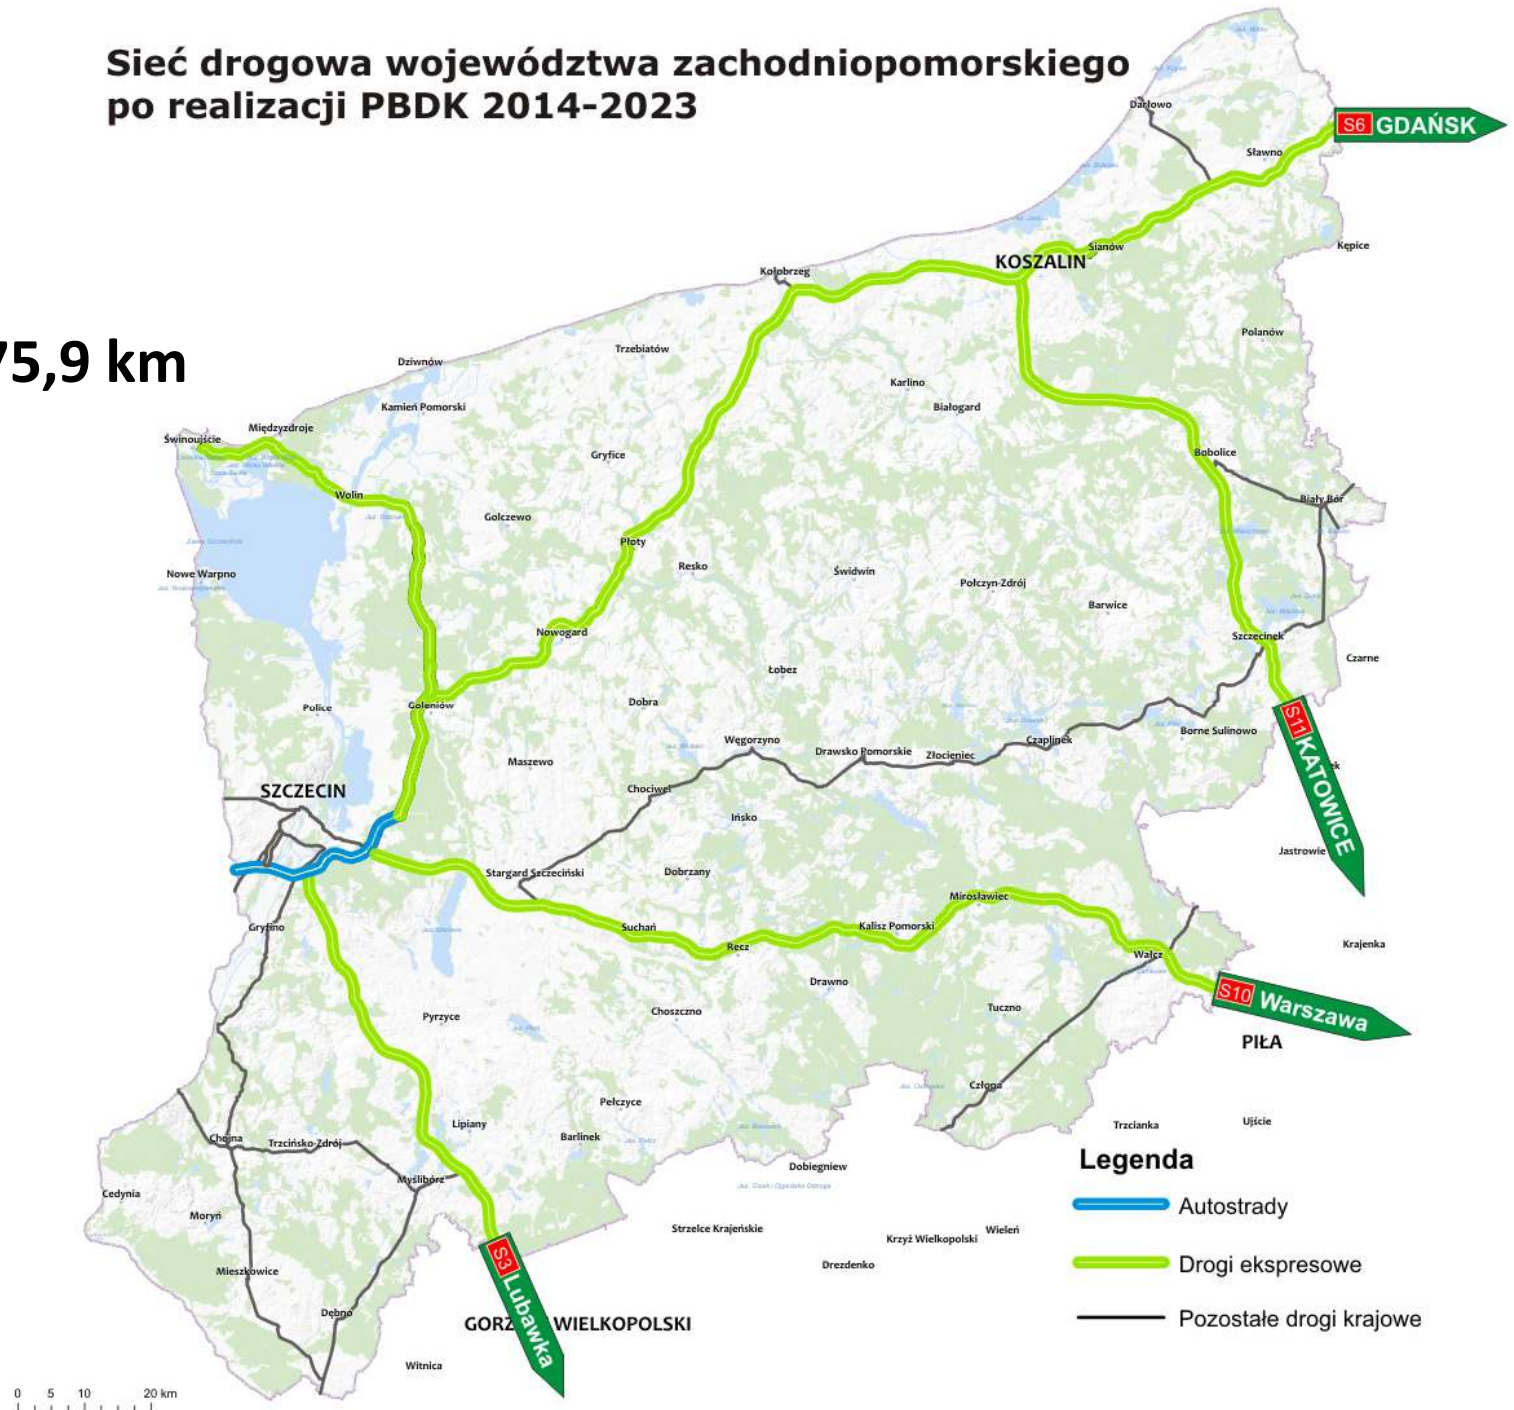 Sieć drogowa województwa zachodniopomorskiego
po realizacji PBDK 2014-2023
75,9 km
Darłowo
S6 GDAŃSK
Sławno
Kępice
Sianów
KOSZALIN
Kołobrzeg
Polanów
Trzebiatów
Dziwnów
Karlino
Białogard
Kamień Pomorski
Międzyzdroje
Świnoujście
Gryfice
Bobolice
Wolin
Biały Bór
Golczewo
Płoty
Resko
Świdwin
Nowe Warpno
Połczyn-Zdrój
Barwice
Nowogard
Szczecinek
Czarne
Łobez
Dobra
Police
Goleniów
S11 KATOWICE
Borne Sulinowo
Węgorzyno
Czaplinek
Drawsko Pomorskie
Złocieniec
Maszewo
ek
SZCZECIN
Chociwel
Ińsko
Jastrowie
Stargard Szczeciński
Dobrzany
Mirosławiec
Gryfino
Suchań
Kalisz Pomorski
Recz
Krajenka
Wałcz
Drawno
S10 Warszawa
Choszczno
Tuczno
Pyrzyce
PIŁA
Człopa
Pełczyce
Lipiany
Barlinek
Trzcianka
Ujście
Chojna
Trzcińsko-Zdrój
Dobiegniew
Myślibórz
Cedynia
Moryń
Strzelce Krajeńskie
Krzyż Wielkopolski
Wieleń
Drezdenko
Mieszkowice
S3 Lubawka
Dębno
GORZ WIELKOPOLSKI
Witnica
Legenda
Autostrady
Drogi ekspresowe
Pozostałe drogi krajowe
0 5 10 20 km